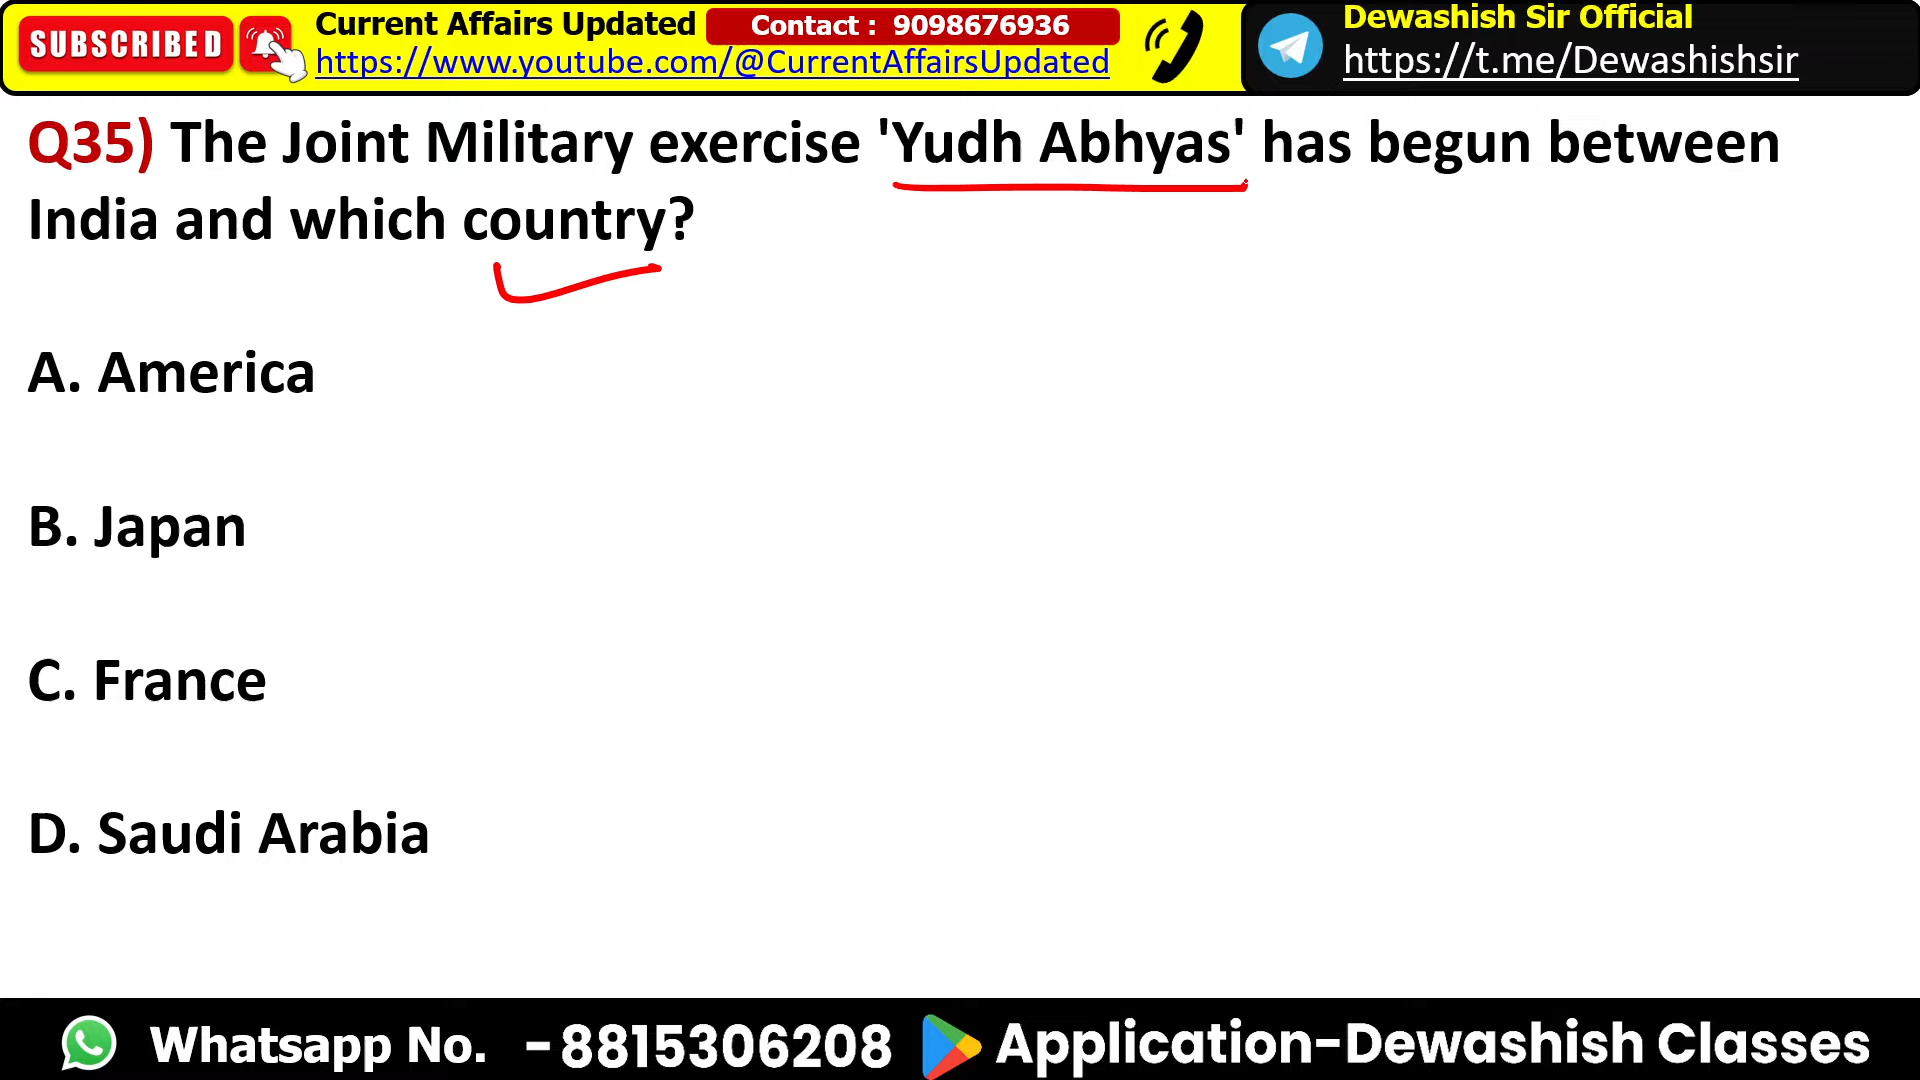 SUBSCRIBED
Current Affairs Updated
Contact : 9098676936
https://www.youtube.com/@CurrentAffairsUpdated
Dewashish Sir Official
https://t.me/Dewashishsir
Q35) The Joint Military exercise 'Yudh Abhyas' has begun between
India and which country?
A. America
B. Japan
C. France
D. Saudi Arabia
Whatsapp No. -8815306208
Application-Dewashish Classes